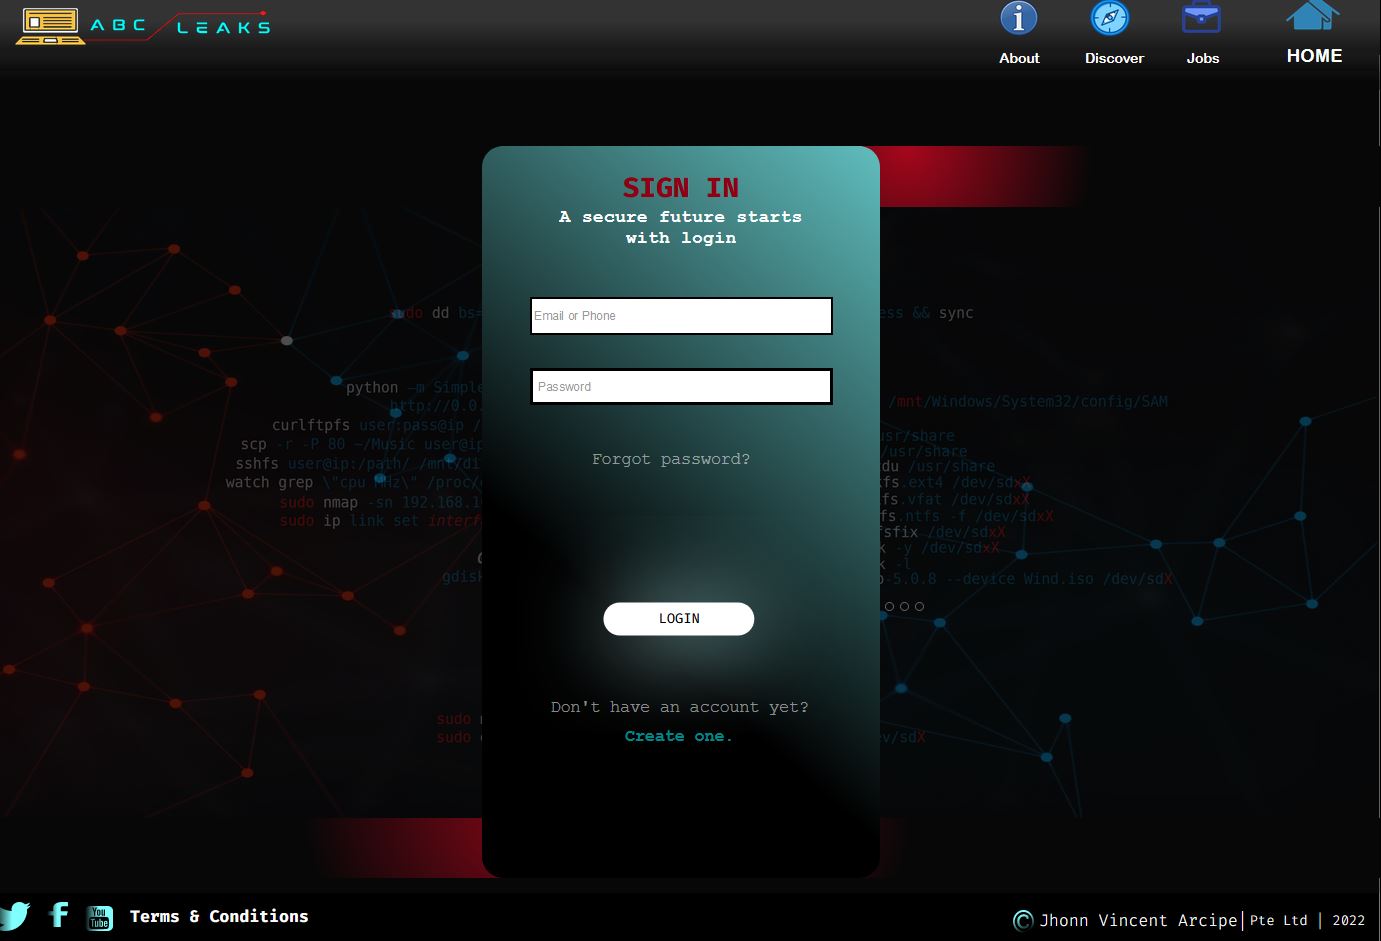 ABC LEAKS
About
Discover
Jobs
HOME
SIGN IN
A secure future starts
with login
Email or Phone
Password
Forgot password?
LOGIN
Don't have an account yet?
Create one.
sudo dd bs=
ess && sync
python -m Simple
http://0.0.
/mnt/Windows/System32/config/SAM
curlftpfs user:pass@ip /
scp -r -P 80 ~/Music user@ip
usr/share
/usr/share
sshfs user@ip:/path/ /mnt/di
du /usr/share
watch grep \"cpu MHz\" /proc/
kfs.ext4 /dev/sdxX
sudo nmap -sn 192.168.1
fs.vfat /dev/sdxX
sudo ip link set interfa
fs.ntfs -f /dev/sdxX
fsfix /dev/sdxX
k -y /dev/sdxX
k -l
gdisk
-5.0.8 --device Wind.iso /dev/sdX
sudo
sudo
v/sdX
You
Tube
Terms & Conditions
© Jhonn Vincent Arcipe| Pte Ltd | 2022